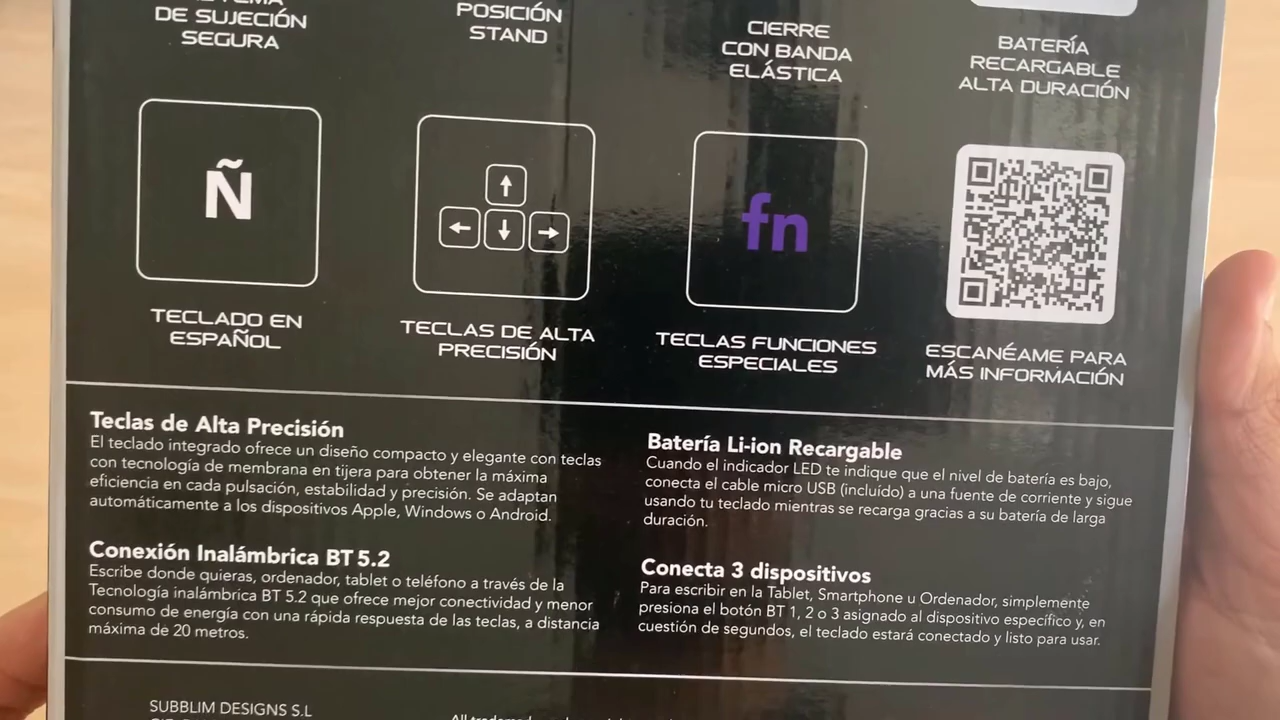 DE SUJECIÓN
SEGURA
POSICIÓN
STAND
CIERRE
CON BANDA
ELÁSTICA
BATERÍA
RECARGABLE
ALTA DURACIÓN
Ñ
fn
TECLADO EN
ESPAÑOL
TECLAS DE ALTA
PRECISIÓN
TECLAS FUNCIONES
ESPECIALES
ESCANÉAME PARA
MÁS INFORMACIÓN
Teclas de Alta Precisión
El teclado integrado ofrece un diseño compacto y elegante con teclas
con tecnología de membrana en tijera para obtener la máxima
eficiencia en cada pulsación, estabilidad y precisión. Se adaptan
automáticamente a los dispositivos Apple, Windows o Android.
Conexión Inalámbrica BT 5.2
Escribe donde quieras, ordenador, tablet o teléfono a través de la
Tecnología inalámbrica BT 5.2 que ofrece mejor conectividad y menor
consumo de energía con una rápida respuesta de las teclas, a distancia
máxima de 20 metros.
Batería Li-ion Recargable
Cuando el indicador LED te indique que el nivel de batería es bajo,
conecta el cable micro USB (incluído) a una fuente de corriente y sigue
usando tu teclado mientras se recarga gracias a su batería de larga
duración.
Conecta 3 dispositivos
Para escribir en la Tablet, Smartphone u Ordenador, simplemente
presiona el botón BT 1, 2 o 3 asignado al dispositivo específico y, en
cuestión de segundos, el teclado estará conectado y listo para usar.
SUBBLIM DESIGNS S.L
All